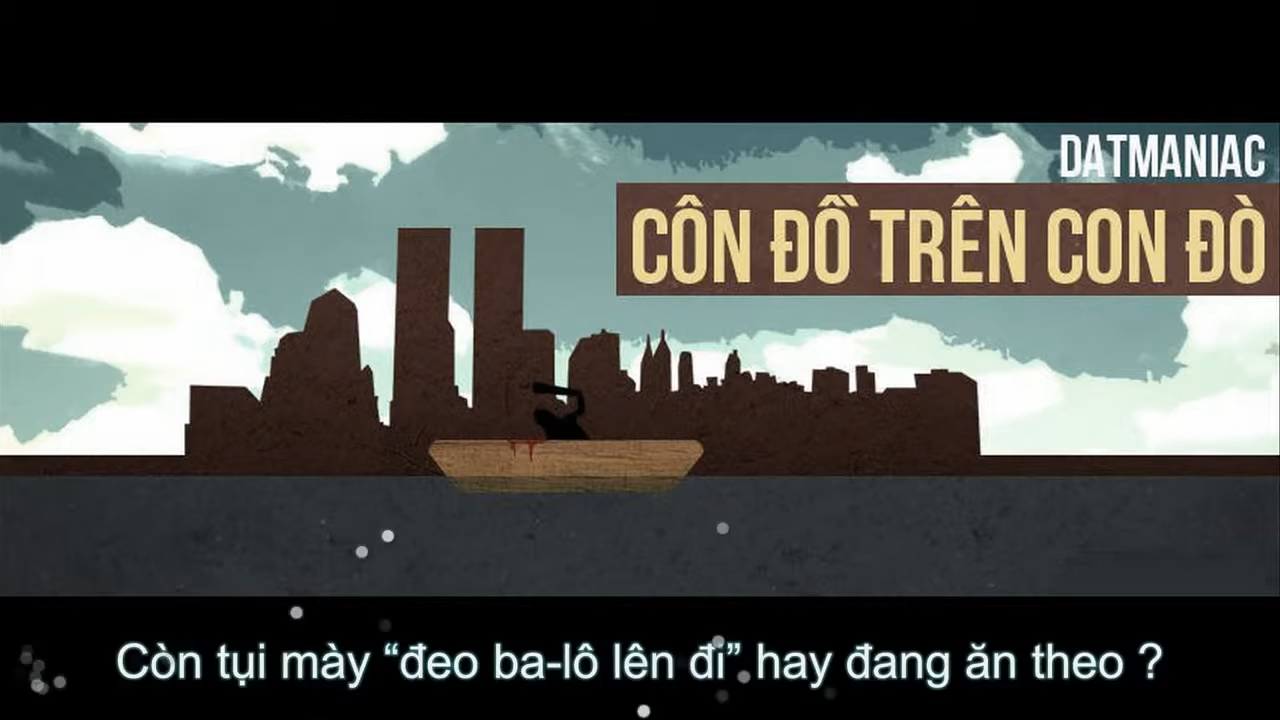 DATMANIAC
CÔN ĐỒ TRÊN CON ĐÒ
Còn tụi mày “đeo ba-lô lên đi” hay đang ăn theo ?